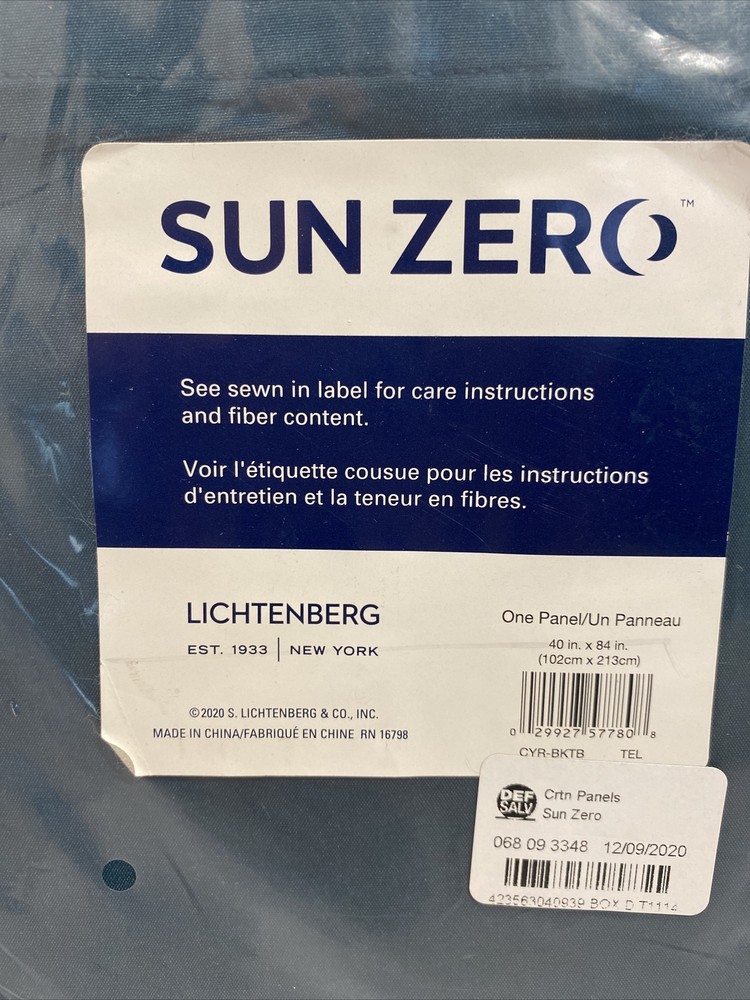 SUN ZERO™
See sewn in label for care instructions
and fiber content.
Voir l'étiquette cousue pour les instructions
d'entretien et la teneur en fibres.
LICHTENBERG
EST. 1933 | NEW YORK
©2020 S. LICHTENBERG & CO., INC.
MADE IN CHINA/FABRIQUÉ EN CHINE RN 16798
One Panel/Un Panneau
40 in. x 84 in.
(102cm x 213cm)
0 29927 57780 8
CYR-BKTB TEL
DEF
SALV
Crtn Panels
Sun Zero
068 09 3348 12/09/2020
423563040939 BOX D T1114